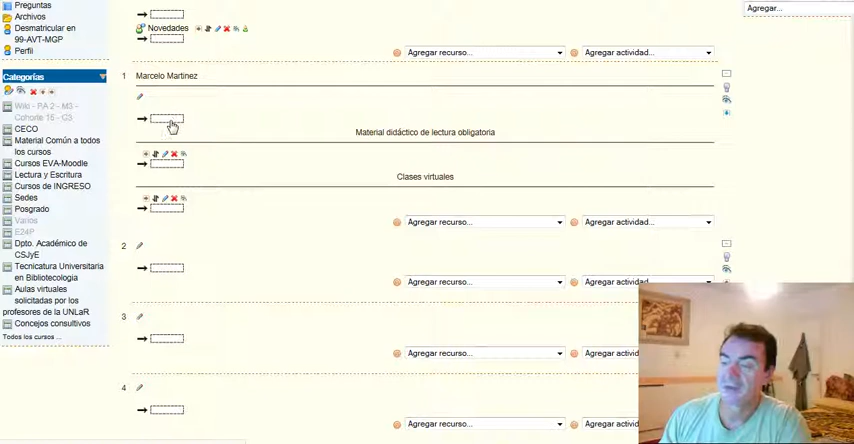 Preguntas
Archivos
Desmatricular en
99-AVT-MGP
Perfil
Categorías
Wiki - P.A 2 - M3 -
Cohorte 15 - G3
CECO
Material Común a todos
los cursos
Cursos EVA-Moodle
Lectura y Escritura
Cursos de INGRESO
Sedes
Posgrado
Varios
E24P
Dpto. Académico de
CSJyE
Tecnicatura Universitaria
en Bibliotecologia
Aulas virtuales
solicitadas por los
profesores de la UNLaR
Concejos consultivos
Todos los cursos ...
Novedades
Agregar recurso...
Agregar actividad...
1 Marcelo Martinez
Material didáctico de lectura obligatoria
Clases virtuales
Agregar recurso...
Agregar actividad...
2
Agregar recurso...
Agregar actividad...
3
Agregar recurso...
Agregar activid
4
Agregar recurso...
Agregar activid
Agregar...